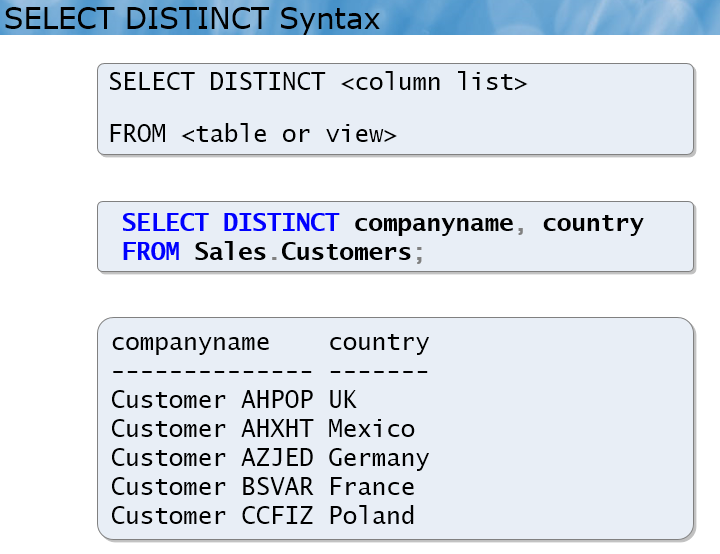 SELECT DISTINCT Syntax
SELECT DISTINCT <column list>
FROM <table or view>
SELECT DISTINCT companyname, country
FROM Sales.Customers;
companyname    country
-------------- -------
Customer AHPOP UK
Customer AHXHT Mexico
Customer AZJED Germany
Customer BSVAR France
Customer CCFIZ Poland